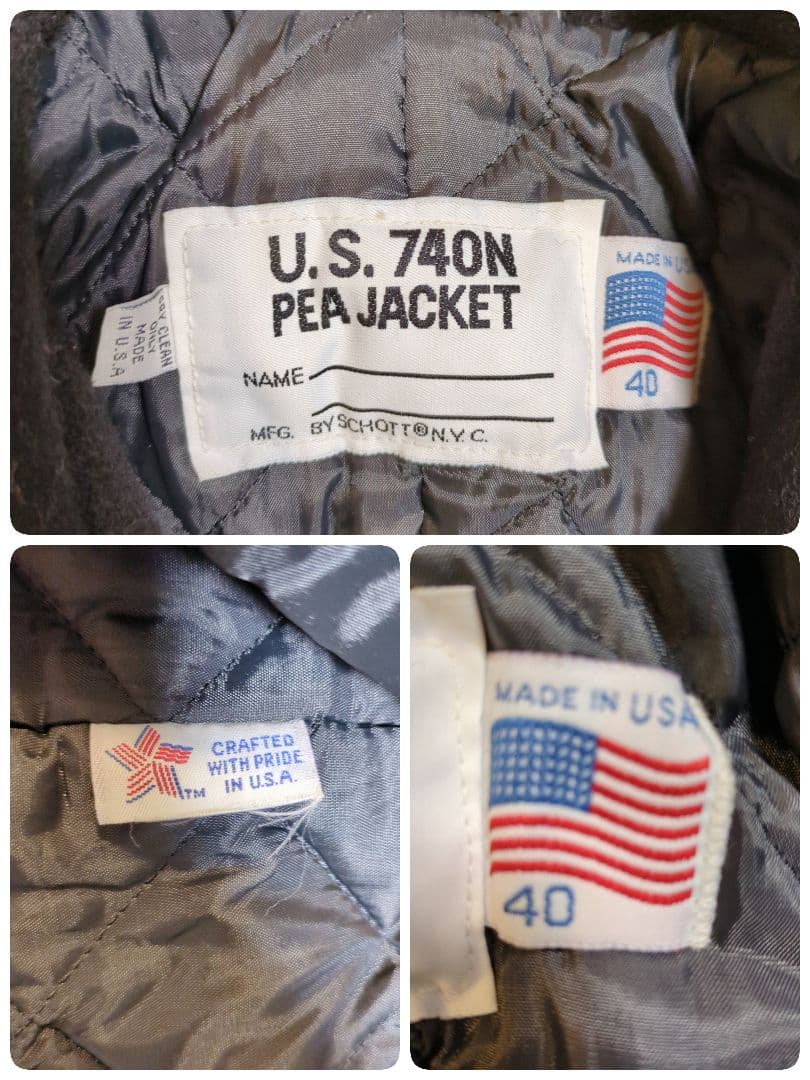 U.S. 740N
PEA JACKET
NAME
MFG. BY SCHOTT® N.Y.C.
DRY CLEAN
ONLY
MADE
IN U.S.A
MADE IN USA
40
CRAFTED
WITH PRIDE
IN U.S.A.
TM
MADE IN USA
40